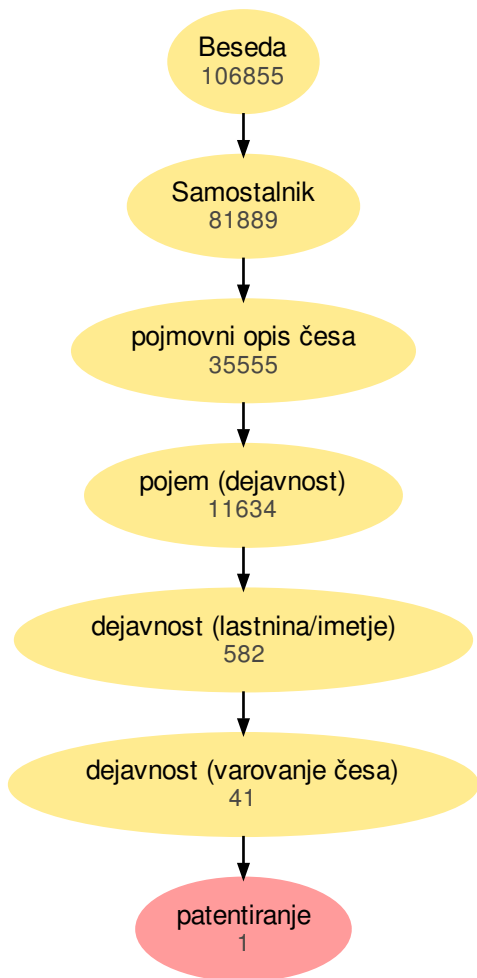 Beseda
106855
Samostalnik
81889
pojmovni opis česa
35555
pojem (dejavnost)
11634
dejavnost (lastnina/imetje)
582
dejavnost (varovanje česa)
41
patentiranje
1